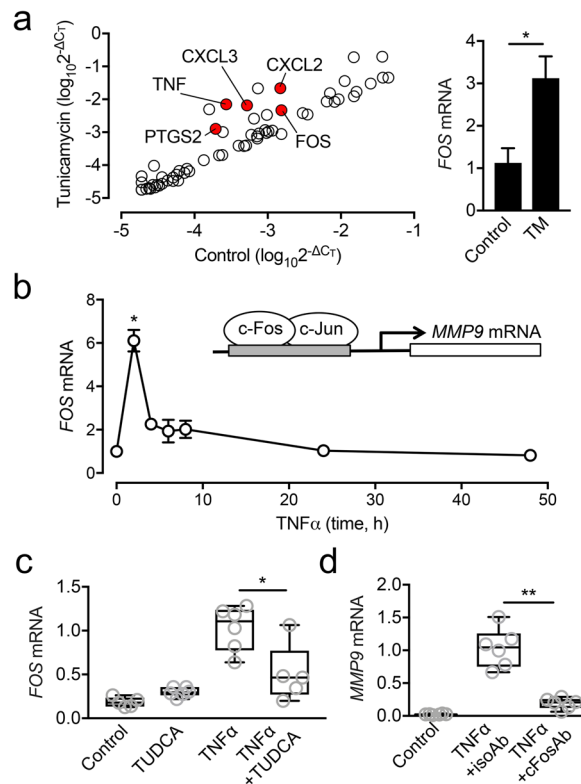 a
Tunicamycin (log₁₀2^-ΔCT)
-0
-1
-2
-3
-4
-5
CXCL3
CXCL2
TNF
PTGS2
FOS
-5 -4 -3 -2 -1
Control (log₁₀2^-ΔCT)
FOS mRNA
4
3
2
1
0
*
Control
TM
b
FOS mRNA
8
6
4
2
0
*
c-Fos
c-Jun
MMP9 mRNA
0 10 20 30 40 50
TNFα (time, h)
c
FOS mRNA
1.5
1.0
0.5
0.0
*
Control
TUDCA
TNFα
TNFα
+TUDCA
d
MMP9 mRNA
2.0
1.5
1.0
0.5
0.0
**
Control
TNFα
+isoAb
TNFα
+cFosAb